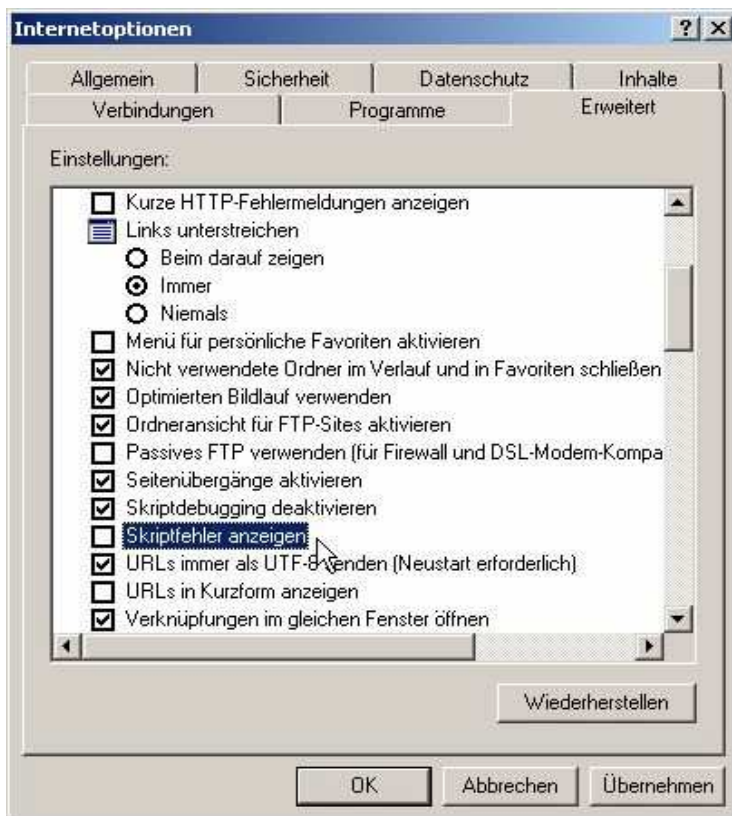 Internetoptionen
Allgemein Sicherheit Datenschutz Inhalte
Verbindungen Programme Erweitert
Einstellungen:
Kurze HTTP-Fehlermeldungen anzeigen
Links unterstreichen
Beim darauf zeigen
Immer
Niemals
Menü für persönliche Favoriten aktivieren
Nicht verwendete Ordner im Verlauf und in Favoriten schließen
Optimierten Bildlauf verwenden
Ordneransicht für FTP-Sites aktivieren
Passives FTP verwenden (für Firewall und DSL-Modem-Kompa
Seitenübergänge aktivieren
Skriptdebugging deaktivieren
Skriptfehler anzeigen
URLs immer als UTF-8 senden (Neustart erforderlich)
URLs in Kurzform anzeigen
Verknüpfungen im gleichen Fenster öffnen
Wiederherstellen
OK Abbrechen Übernehmen